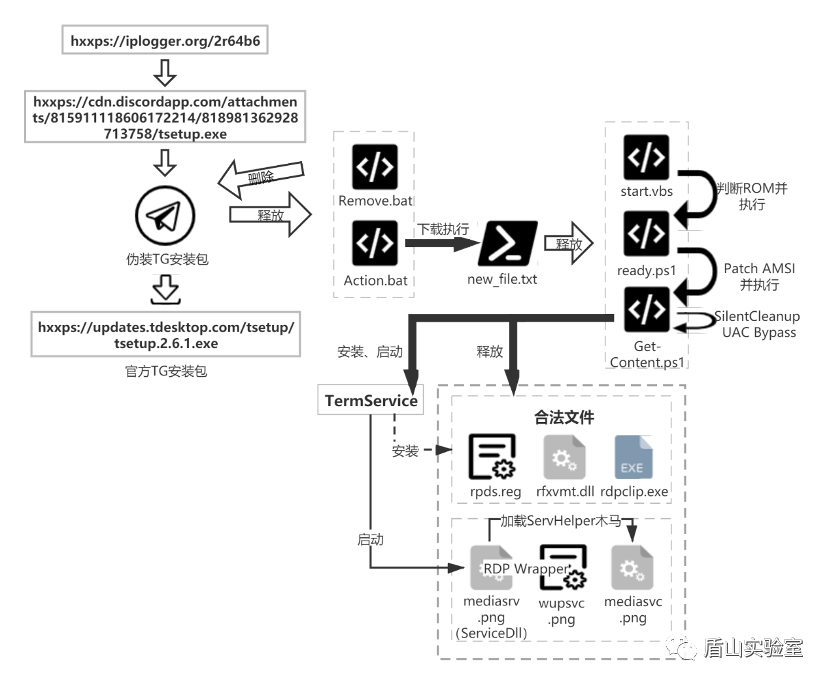 hxxps://iplogger.org/2r64b6
hxxps://cdn.discordapp.com/attachmen
ts/815911118606172214/818981362928
713758/tsetup.exe
删除
释放
伪装TG安装包
hxxps://updates.tdesktop.com/tsetup/
tsetup.2.6.1.exe
官方TG安装包
Remove.bat
Action.bat
下载执行
new_file.txt
释放
start.vbs
判断ROM并
执行
ready.ps1
Patch AMSI
并执行
Get-
Content.ps1
SilentCleanup
UAC Bypass
安装、启动
释放
TermService
安装
启动
合法文件
rpds.reg
rfxvmt.dll
EXE
rdpclip.exe
加载ServHelper木马
RDP Wrapper
mediasrv
.png
(ServiceDll)
wupsvc
.png
mediasvc
.png
盾山实验室